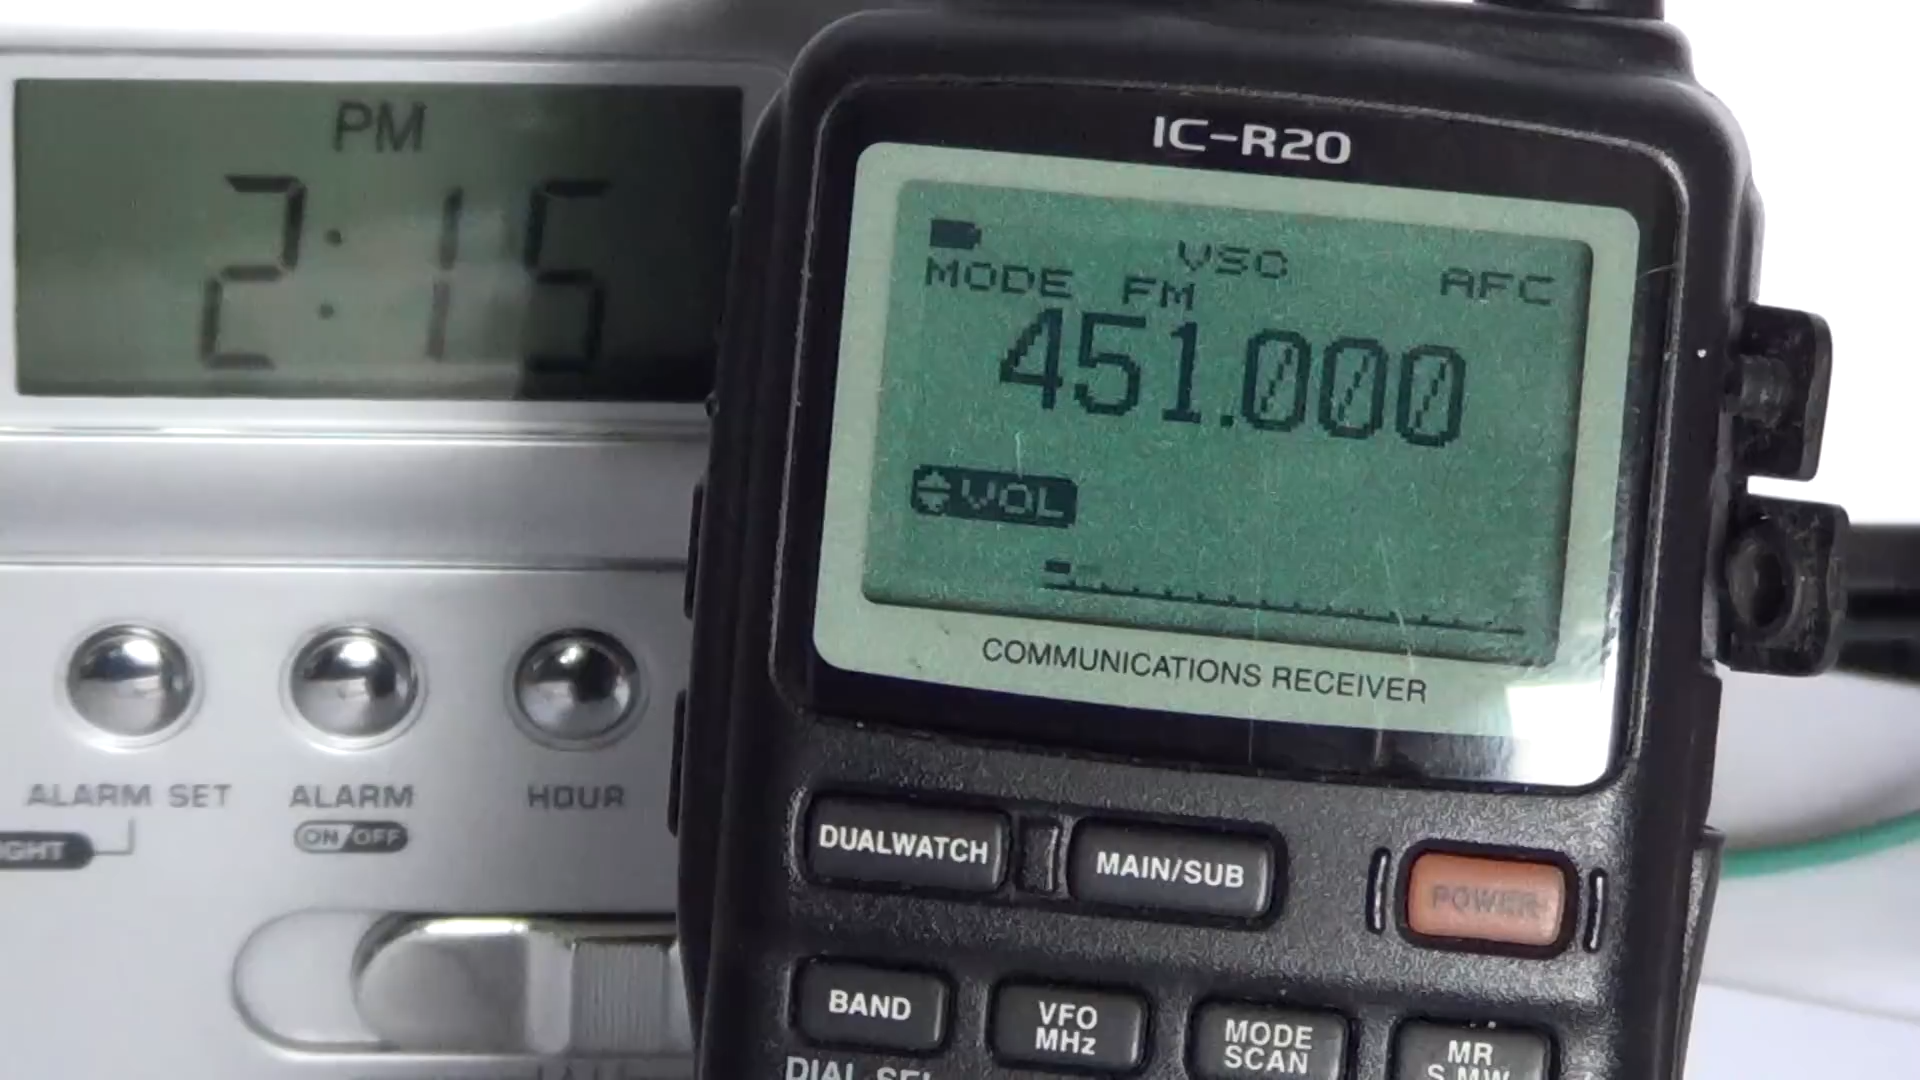 PM
2:15
ALARM SET
ALARM
HOUR
ON/OFF
IC-R20
VSC
MODE FM
AFC
451.000
VOL
COMMUNICATIONS RECEIVER
DUALWATCH
MAIN/SUB
POWER
BAND
VFO
MHz
MODE
SCAN
MR
S.MW